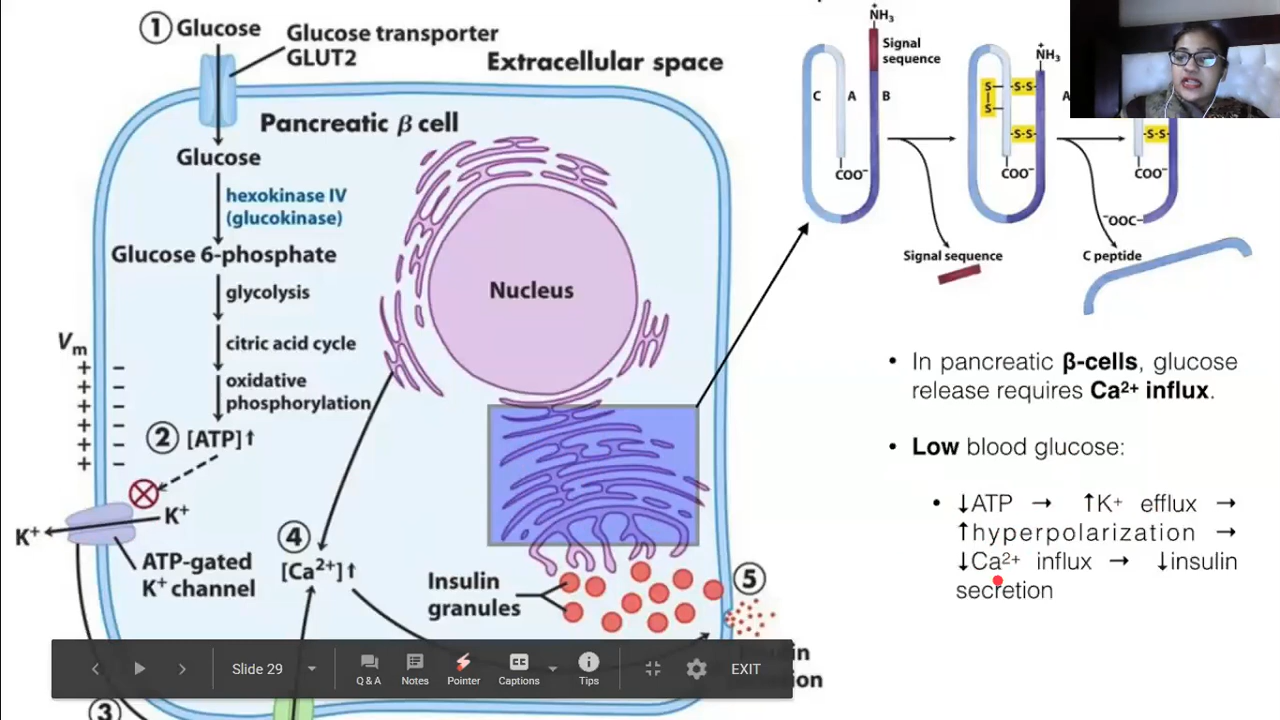 ① Glucose
Glucose transporter
GLUT2
Extracellular space
Pancreatic β cell
Glucose
hexokinase IV
(glucokinase)
Glucose 6-phosphate
glycolysis
citric acid cycle
oxidative
phosphorylation
Nucleus
Vm
+ −
+ −
+ −
+ −
+ −
+ −
② [ATP]↑
K⁺
K⁺
ATP-gated
K⁺ channel
④
[Ca²⁺]↑
Insulin
granules
⑤
③
NH₃⁺
Signal
sequence
C A B
COO⁻
Signal sequence
NH₃⁺
S
S
S-S
S-S
COO⁻
A
S-S
COO⁻
⁻OOC
C peptide
• In pancreatic β-cells, glucose
release requires Ca²⁺ influx.
• Low blood glucose:
• ↓ATP → ↑K⁺ efflux →
↑hyperpolarization →
↓Ca²⁺ influx → ↓insulin
secretion
Slide 29
Q & A
Notes
Pointer
CC
Captions
Tips
EXIT